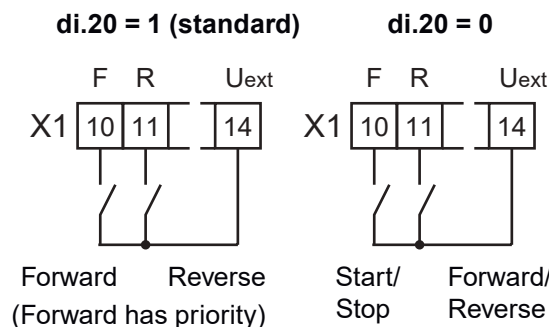 di.20 = 1 (standard)
di.20 = 0
F R Uext
F R Uext
X1 10 11 14
X1 10 11 14
Forward Reverse
(Forward has priority)
Start/ Forward/
Stop Reverse